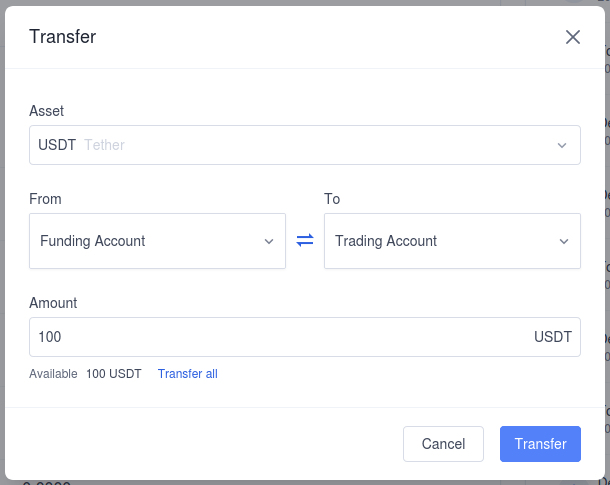 Transfer
Asset
USDT Tether
From To
Funding Account Trading Account
Amount
100 USDT
Available 100 USDT Transfer all
Cancel Transfer